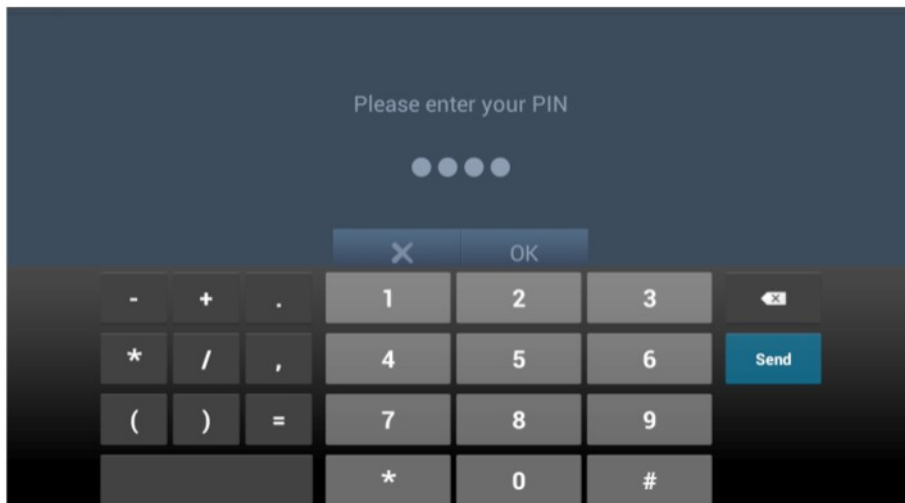 Please enter your PIN
●●●●
OK
- + . 1 2 3
* / , 4 5 6 Send
( ) = 7 8 9
* 0 #